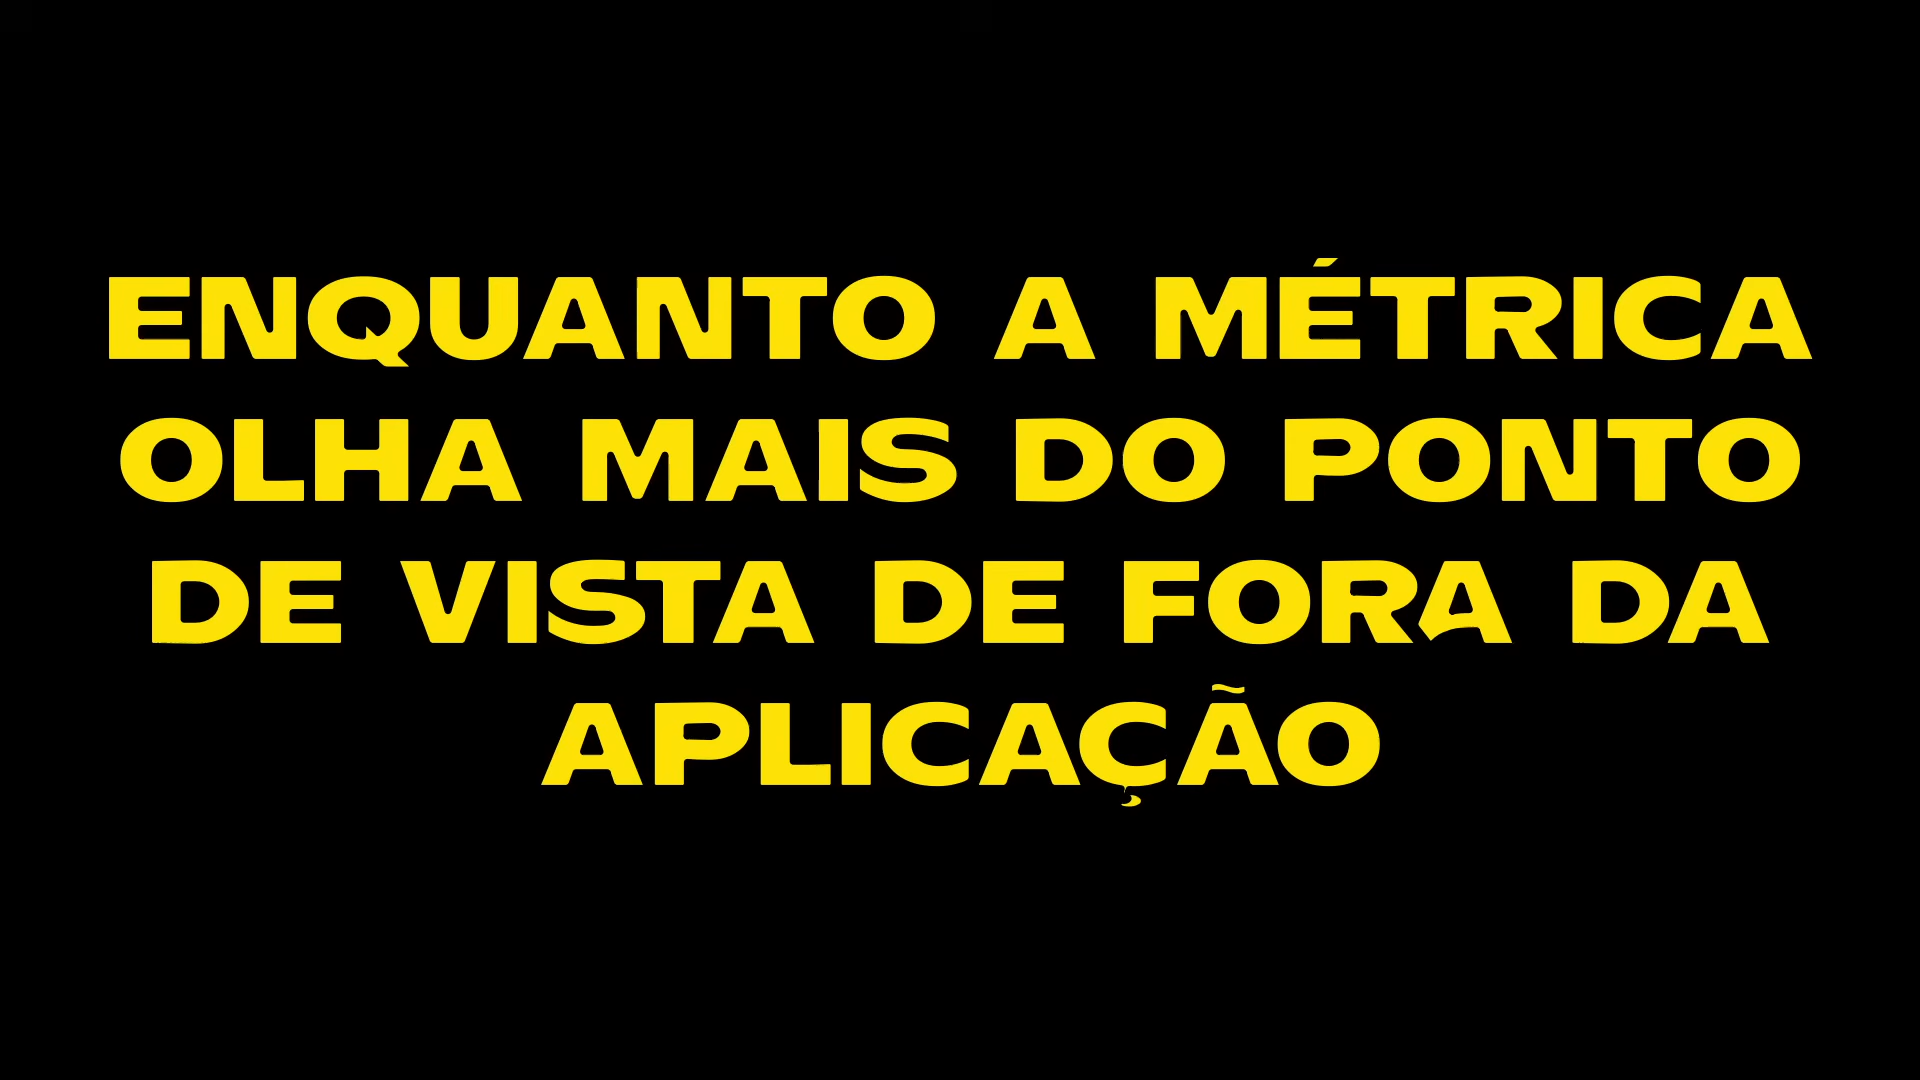 ENQUANTO A MÉTRICA
OLHA MAIS DO PONTO
DE VISTA DE FORA DA
APLICAÇÃO